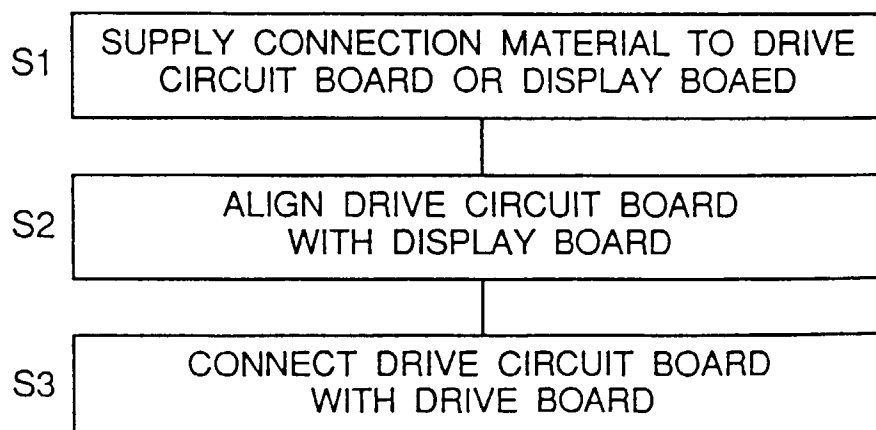 S1
SUPPLY CONNECTION MATERIAL TO DRIVE
CIRCUIT BOARD OR DISPLAY BOAED
S2
ALIGN DRIVE CIRCUIT BOARD
WITH DISPLAY BOARD
S3
CONNECT DRIVE CIRCUIT BOARD
WITH DRIVE BOARD